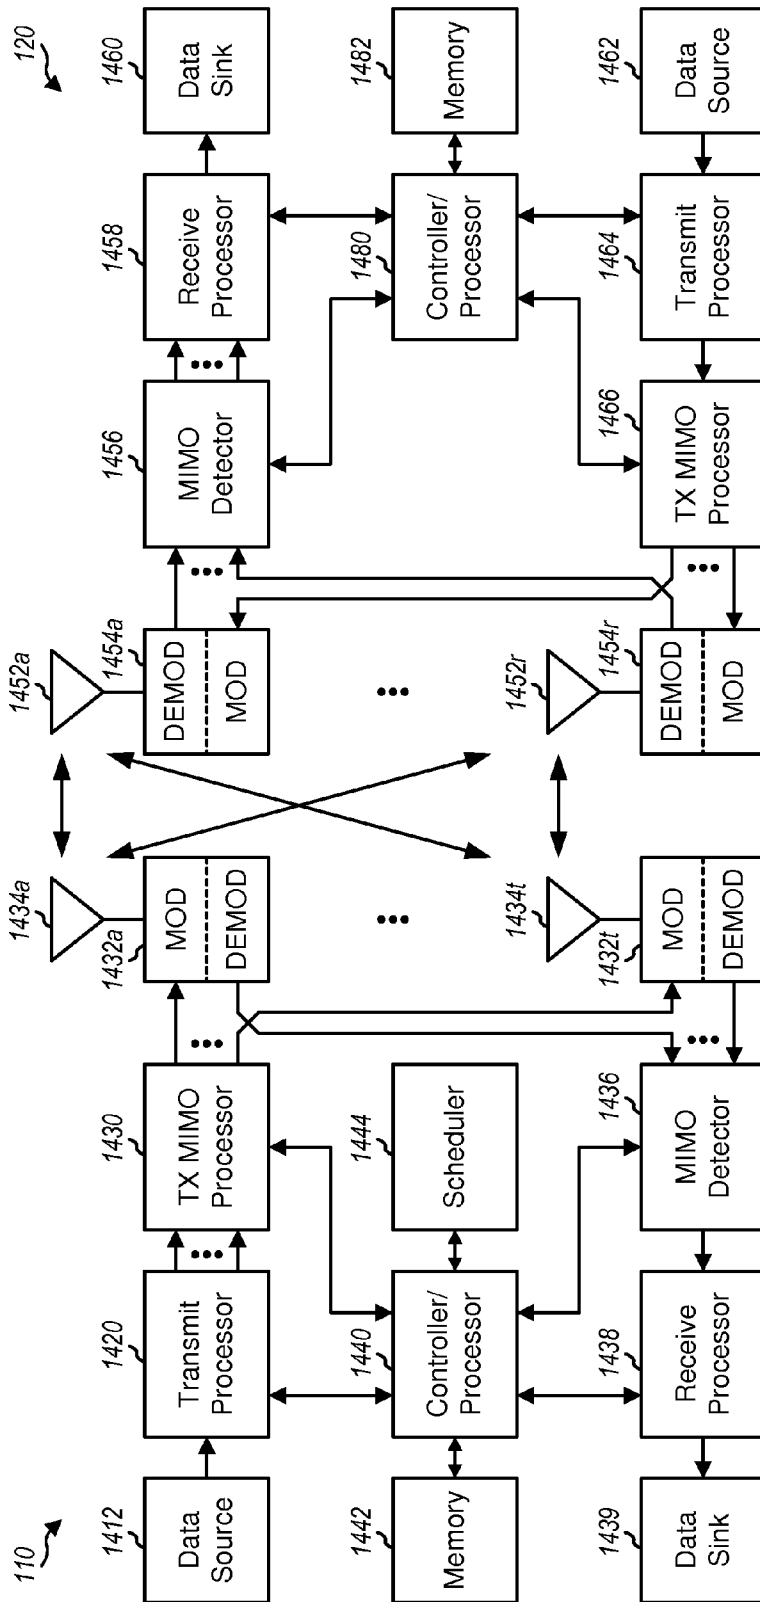 110
120
1412
Data
Source
1420
Transmit
Processor
•••
1430
TX MIMO
Processor
•••
1434a
1432a
MOD
DEMOD
1452a
1454a
DEMOD
MOD
•••
1456
MIMO
Detector
•••
1458
Receive
Processor
1460
Data
Sink
1442
Memory
1440
Controller/
Processor
1444
Scheduler
•••
•••
1480
Controller/
Processor
1482
Memory
1439
Data
Sink
1438
Receive
Processor
1436
MIMO
Detector
•••
1434t
1432t
MOD
DEMOD
1452r
1454r
DEMOD
MOD
•••
1466
TX MIMO
Processor
1464
Transmit
Processor
1462
Data
Source